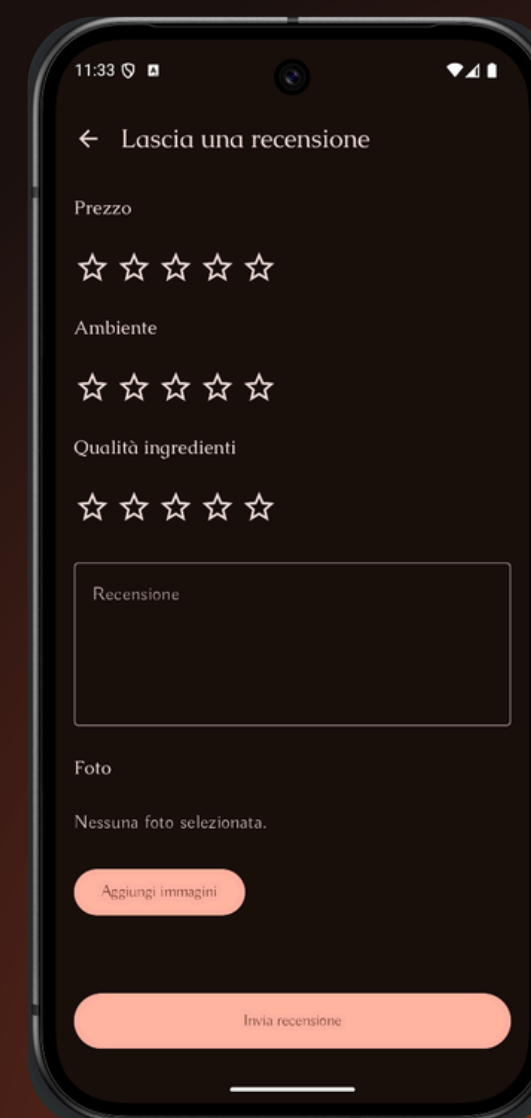 11:33
Lascia una recensione
Prezzo
Ambiente
Qualità ingredienti
Recensione
Foto
Nessuna foto selezionata.
Aggiungi immagini
Invia recensione